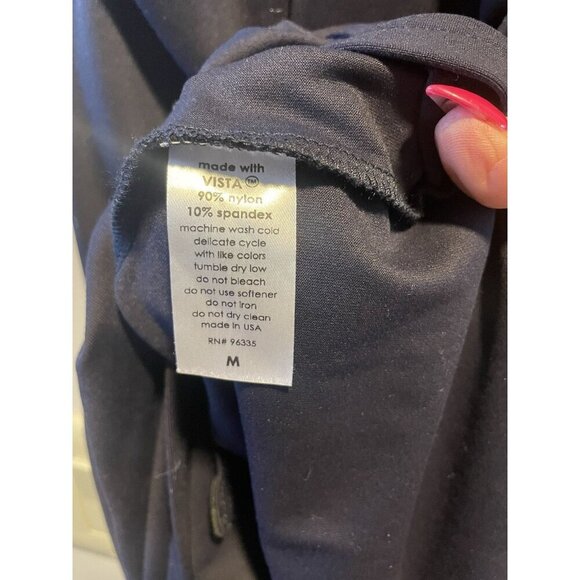 made with
VISTA™
90% nylon
10% spandex
machine wash cold
delicate cycle
with like colors
tumble dry low
do not bleach
do not use softener
do not iron
do not dry clean
made in USA
RN# 96335
M